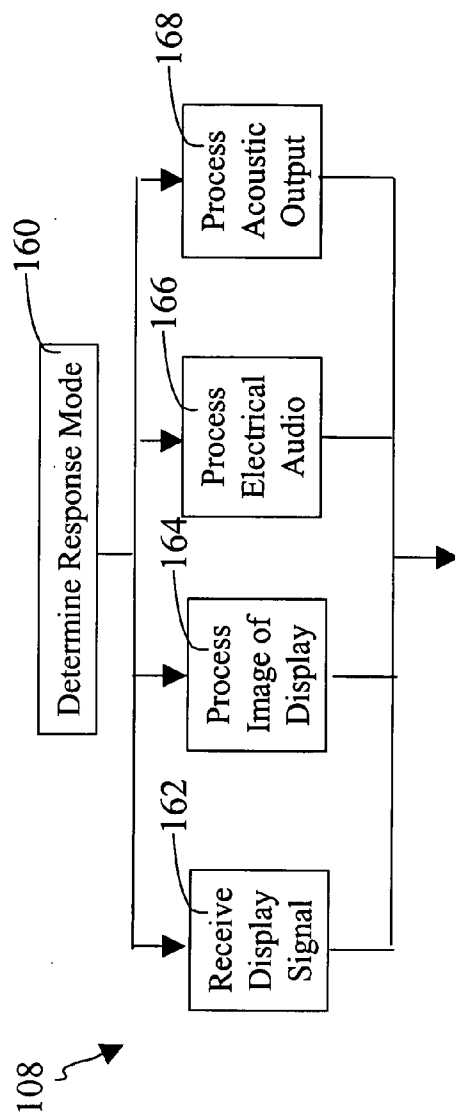 108
160
Determine Response Mode
162
Receive
Display
Signal
164
Process
Image of
Display
166
Process
Electrical
Audio
168
Process
Acoustic
Output